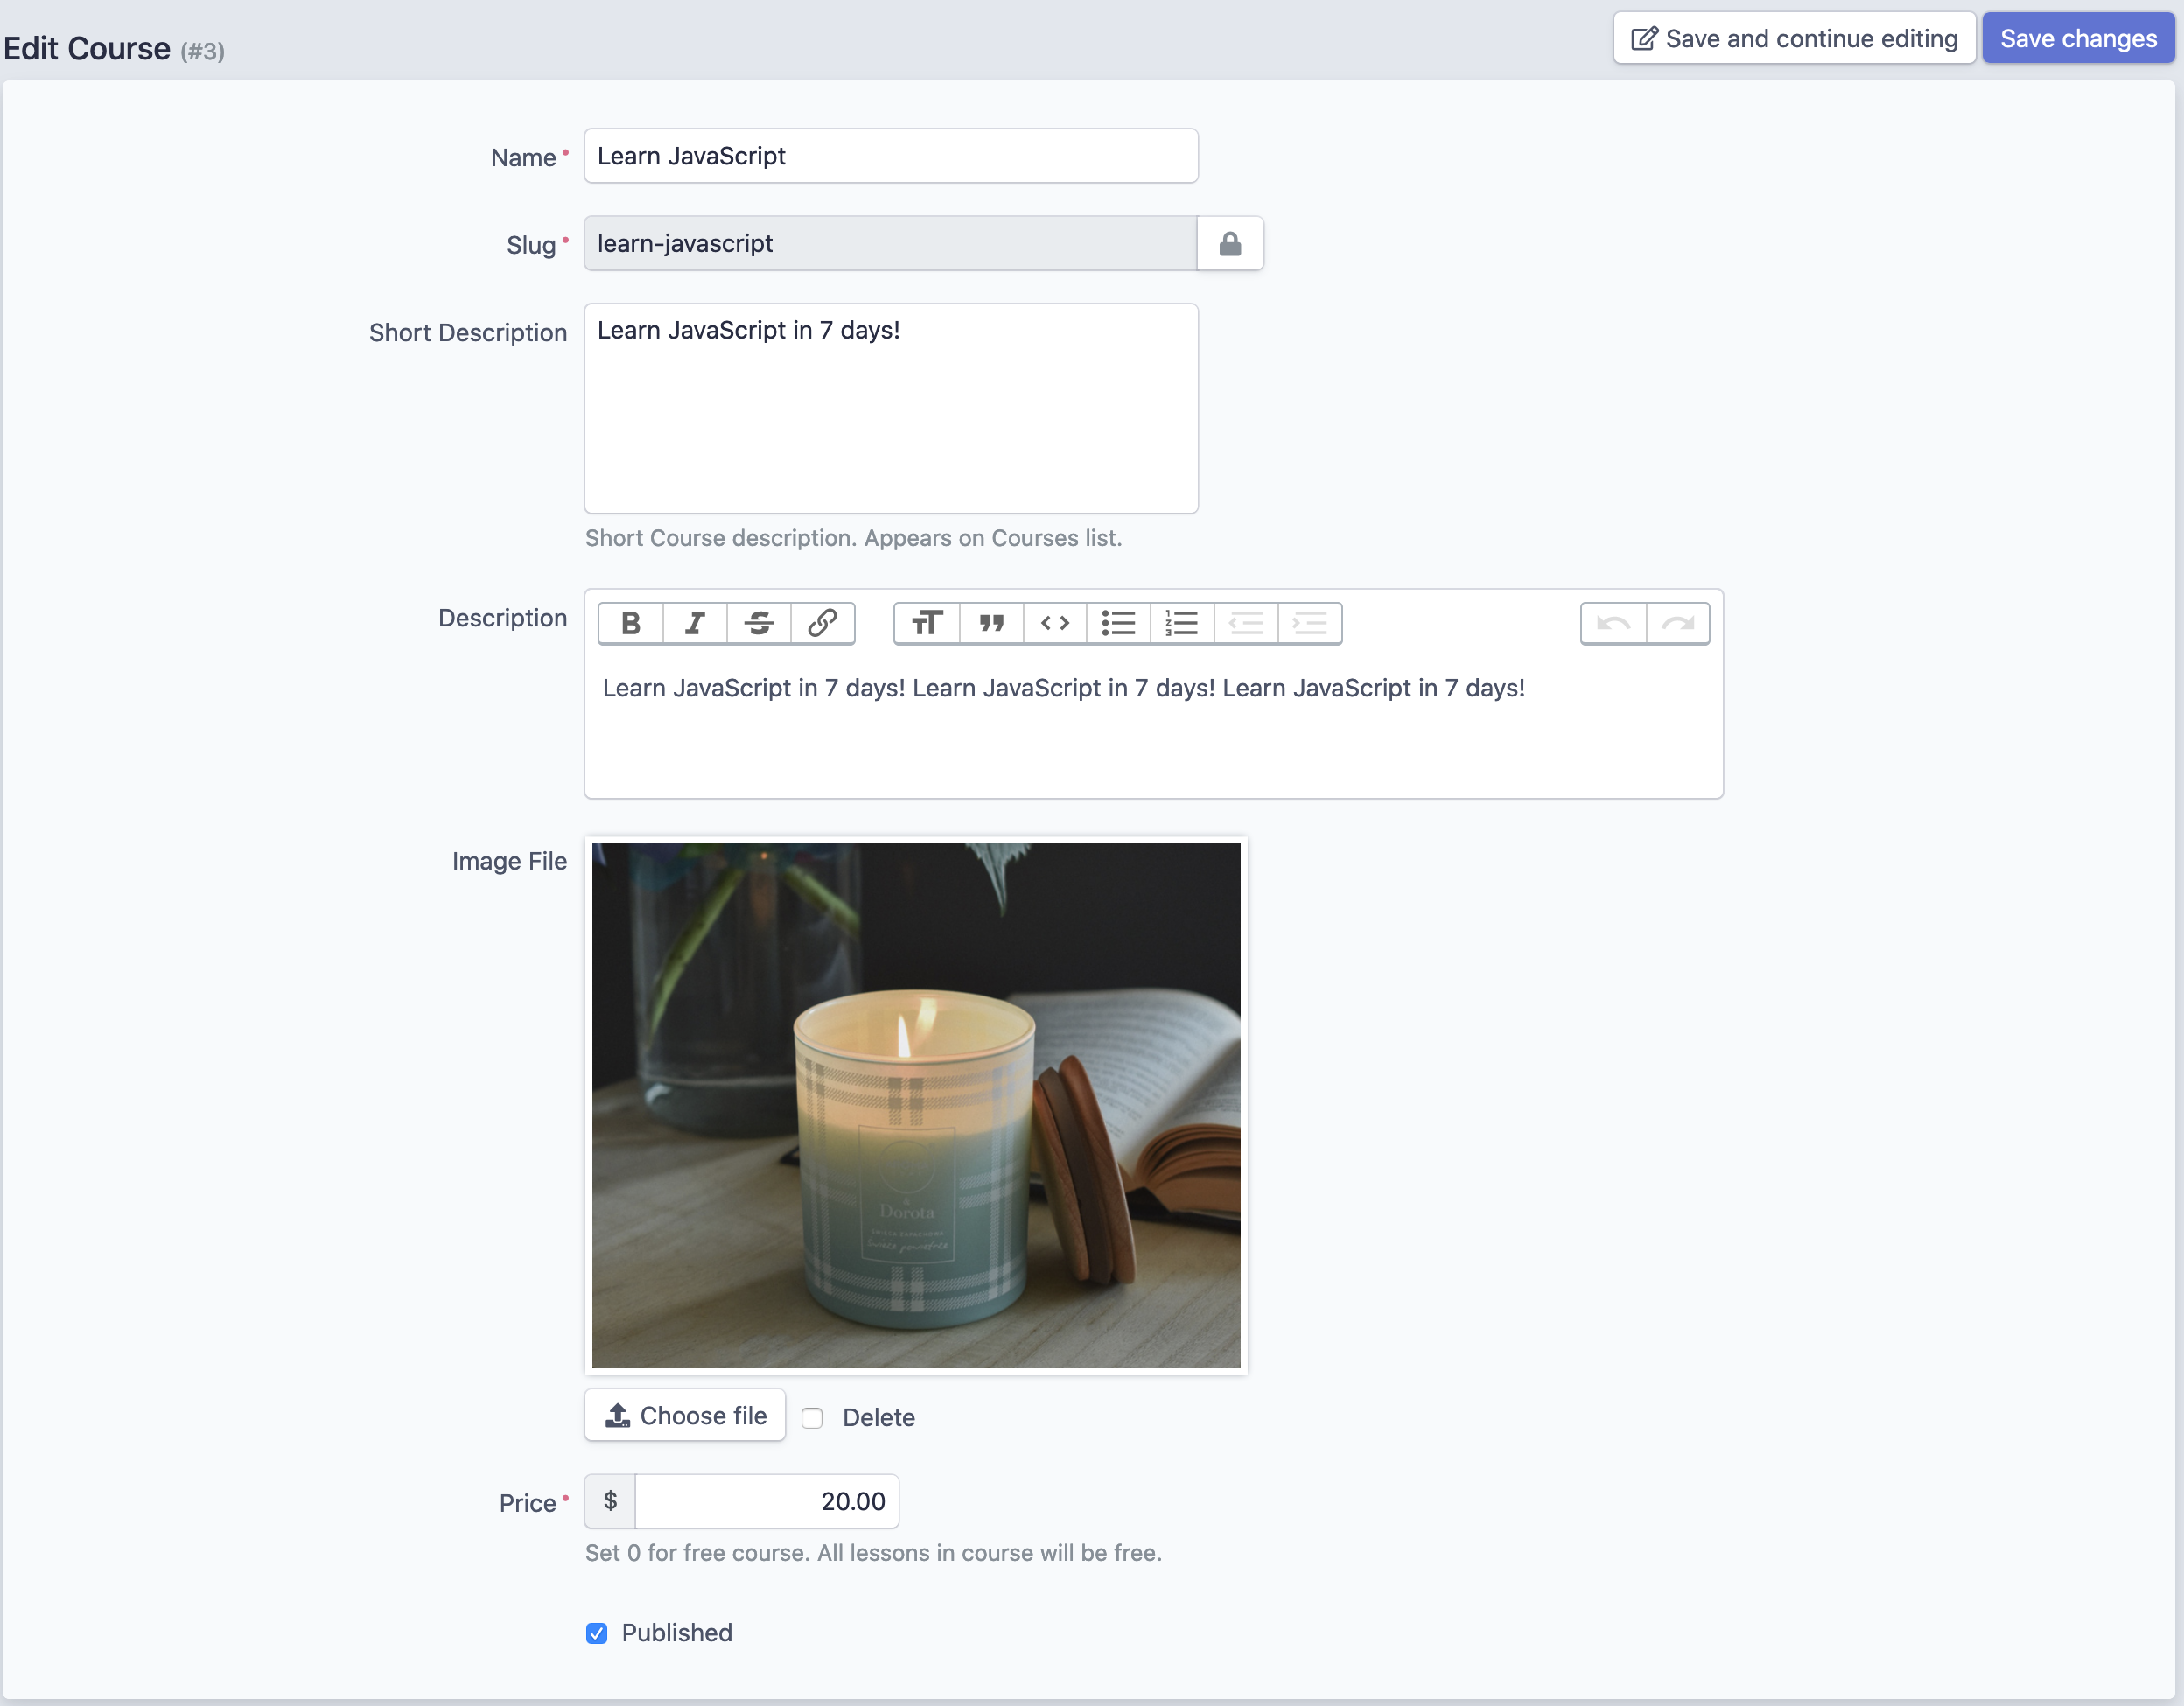 Edit Course (#3)
Save and continue editing
Save changes
Name
Learn JavaScript
Slug
learn-javascript
Short Description
Learn JavaScript in 7 days!
Short Course description. Appears on Courses list.
Description
Learn JavaScript in 7 days! Learn JavaScript in 7 days! Learn JavaScript in 7 days!
Image File
Dorota
Choose file
Delete
Price
$
20.00
Set 0 for free course. All lessons in course will be free.
Published